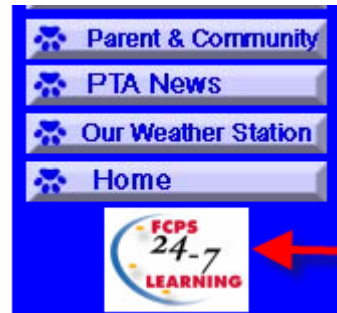 Parent & Community
PTA News
Our Weather Station
Home
FCPS
24-7
LEARNING